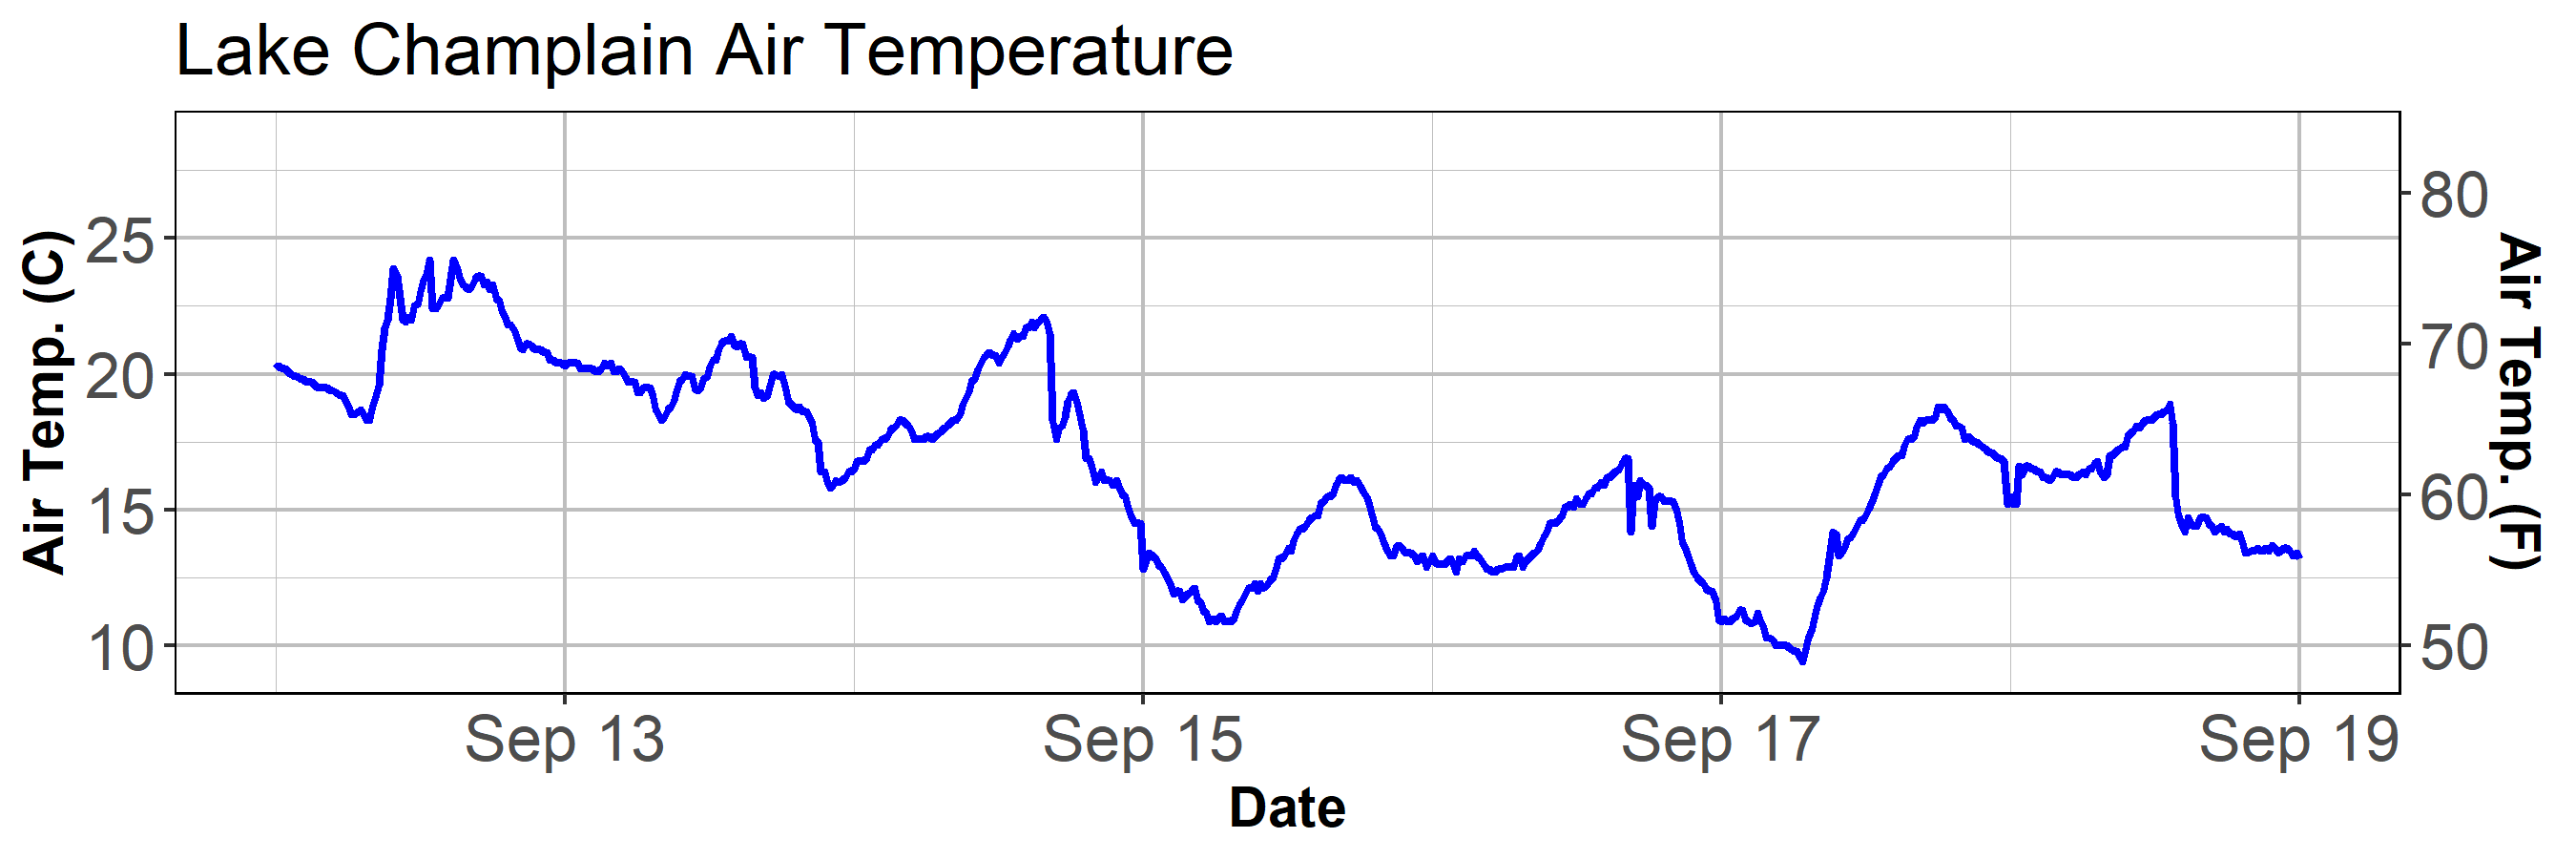 Lake Champlain Air Temperature
Air Temp. (C)
25
20
15
10
80
70
60
50
Air Temp. (F)
Sep 13
Sep 15
Sep 17
Sep 19
Date